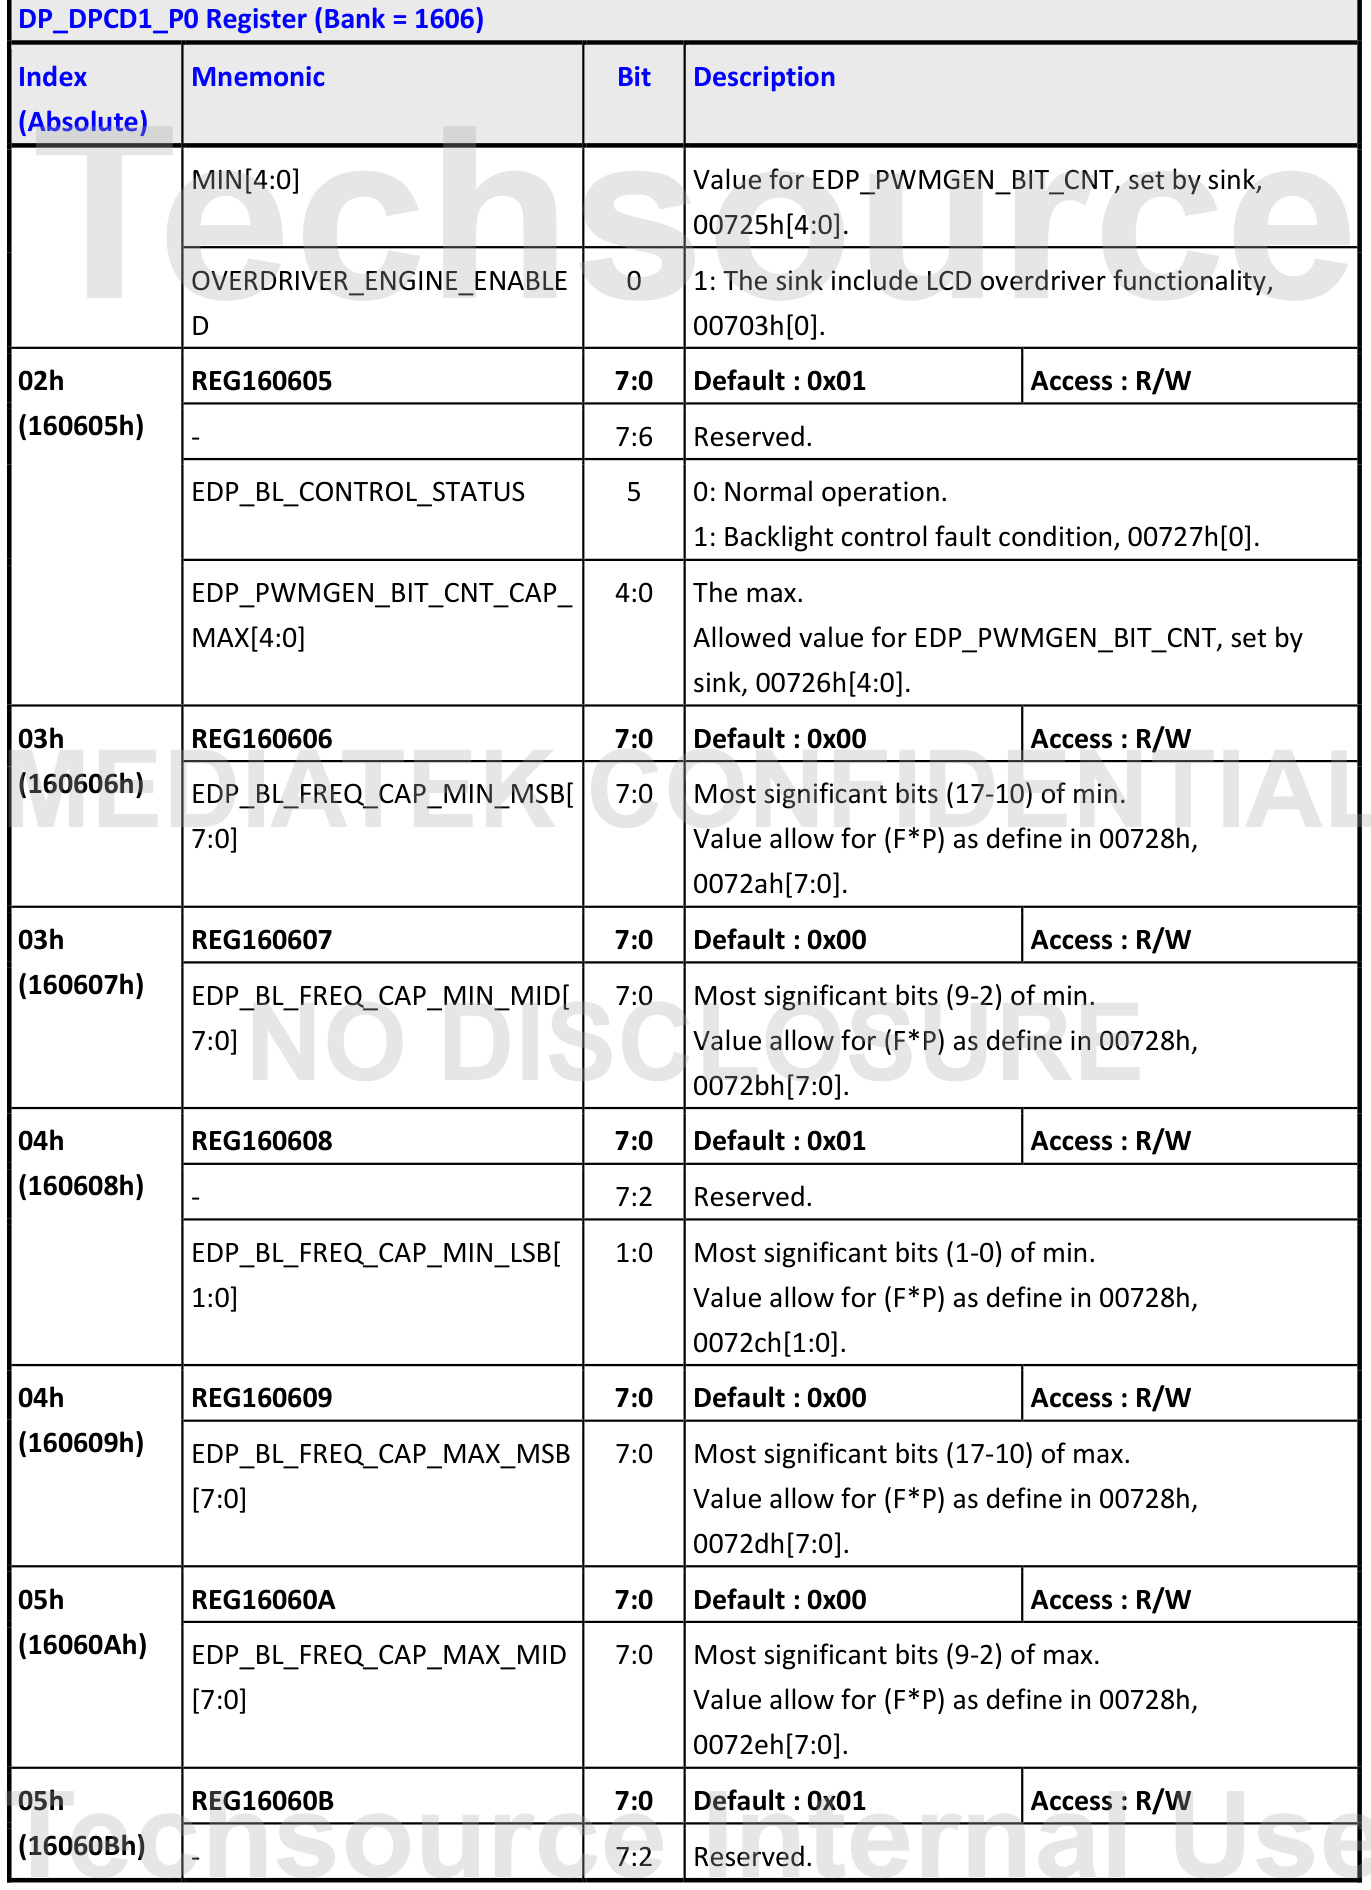 DP_DPCD1_P0 Register (Bank = 1606)
Index
(Absolute)
Mnemonic
Bit
Description
MIN[4:0]
Value for EDP_PWMGEN_BIT_CNT, set by sink,
00725h[4:0].
OVERDRIVER_ENGINE_ENABLE
D
0
1: The sink include LCD overdriver functionality,
00703h[0].
02h
(160605h)
REG160605
7:0
Default : 0x01
Access : R/W
-
7:6
Reserved.
EDP_BL_CONTROL_STATUS
5
0: Normal operation.
1: Backlight control fault condition, 00727h[0].
EDP_PWMGEN_BIT_CNT_CAP_
MAX[4:0]
4:0
The max.
Allowed value for EDP_PWMGEN_BIT_CNT, set by
sink, 00726h[4:0].
03h
(160606h)
REG160606
7:0
Default : 0x00
Access : R/W
EDP_BL_FREQ_CAP_MIN_MSB[
7:0]
7:0
Most significant bits (17-10) of min.
Value allow for (F*P) as define in 00728h,
0072ah[7:0].
03h
(160607h)
REG160607
7:0
Default : 0x00
Access : R/W
EDP_BL_FREQ_CAP_MIN_MID[
7:0]
7:0
Most significant bits (9-2) of min.
Value allow for (F*P) as define in 00728h,
0072bh[7:0].
04h
(160608h)
REG160608
7:0
Default : 0x01
Access : R/W
-
7:2
Reserved.
EDP_BL_FREQ_CAP_MIN_LSB[
1:0]
1:0
Most significant bits (1-0) of min.
Value allow for (F*P) as define in 00728h,
0072ch[1:0].
04h
(160609h)
REG160609
7:0
Default : 0x00
Access : R/W
EDP_BL_FREQ_CAP_MAX_MSB
[7:0]
7:0
Most significant bits (17-10) of max.
Value allow for (F*P) as define in 00728h,
0072dh[7:0].
05h
(16060Ah)
REG16060A
7:0
Default : 0x00
Access : R/W
EDP_BL_FREQ_CAP_MAX_MID
[7:0]
7:0
Most significant bits (9-2) of max.
Value allow for (F*P) as define in 00728h,
0072eh[7:0].
05h
(16060Bh)
REG16060B
7:0
Default : 0x01
Access : R/W
-
7:2
Reserved.
Techsource
MEDIATEK CONFIDENTIAL
NO DISCLOSURE
Techsource Internal Use